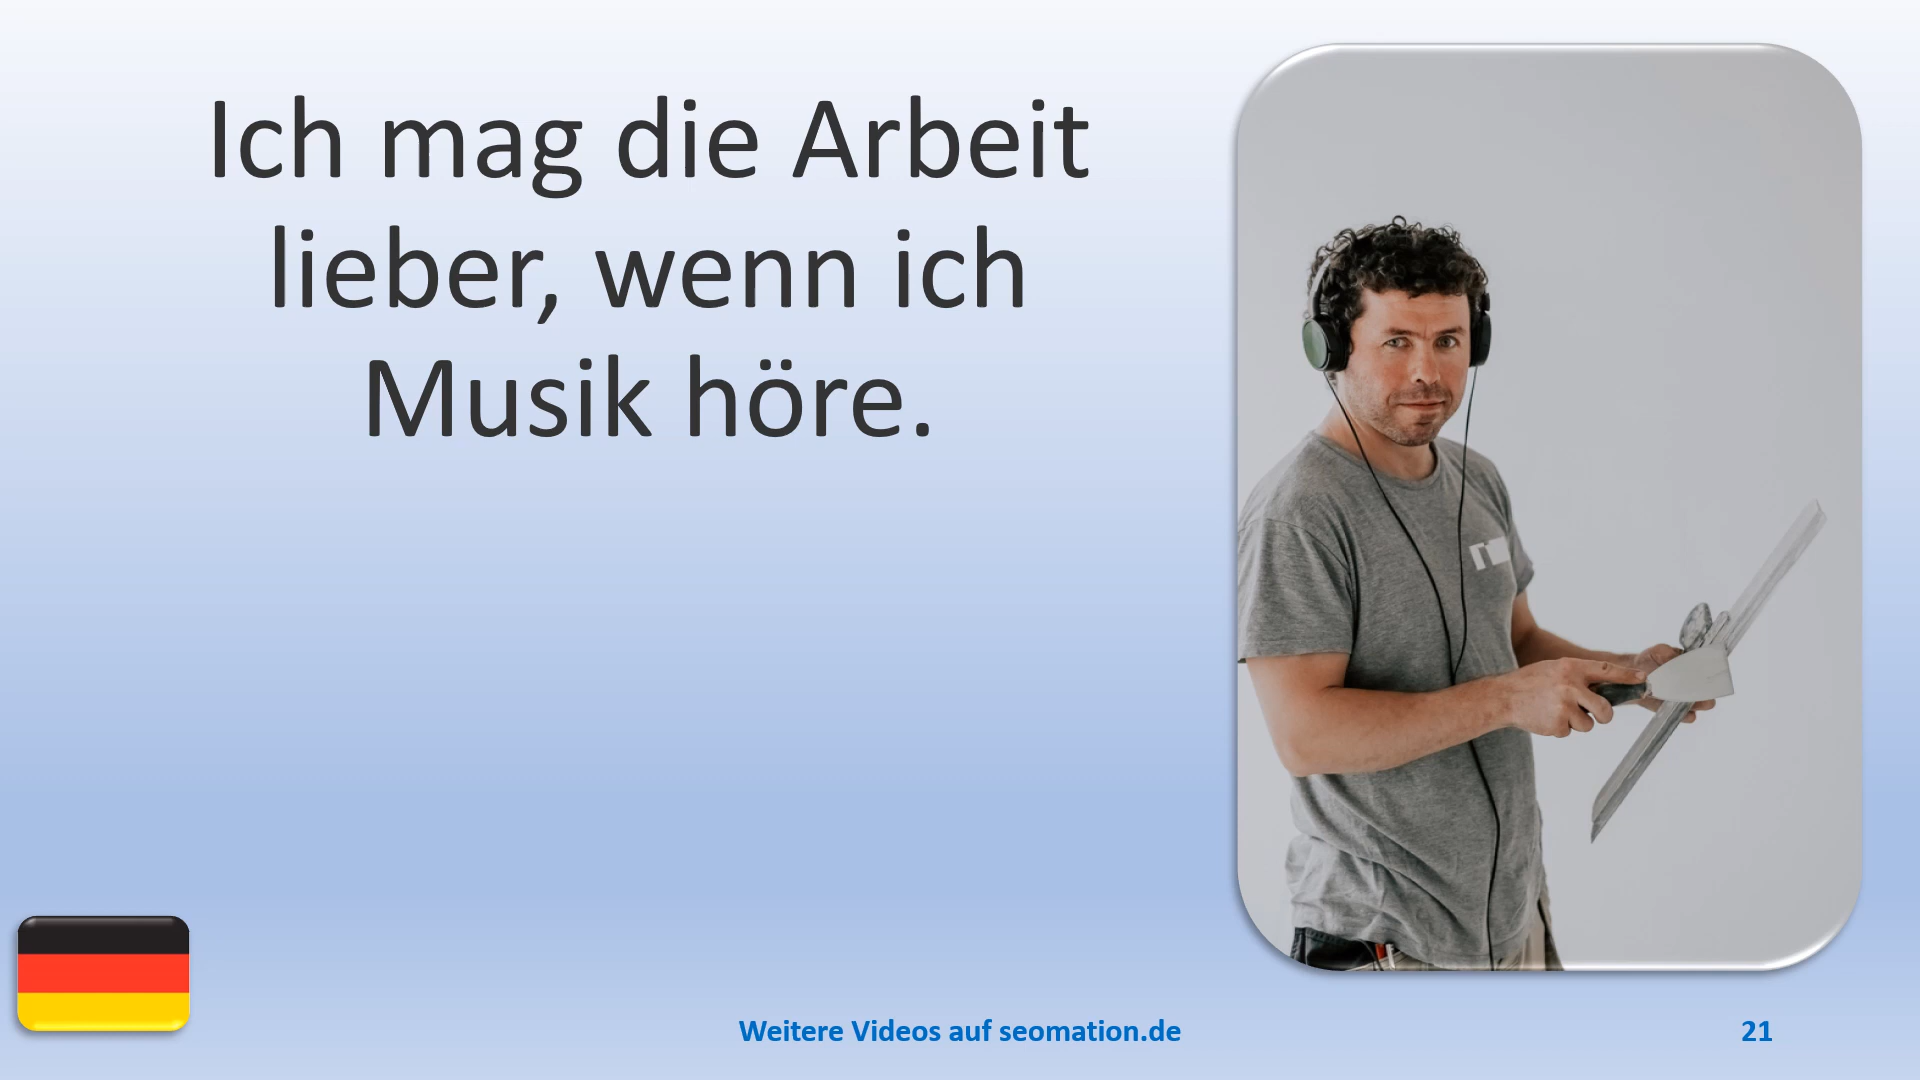 Ich mag die Arbeit
lieber, wenn ich
Musik höre.
Weitere Videos auf seomation.de
21